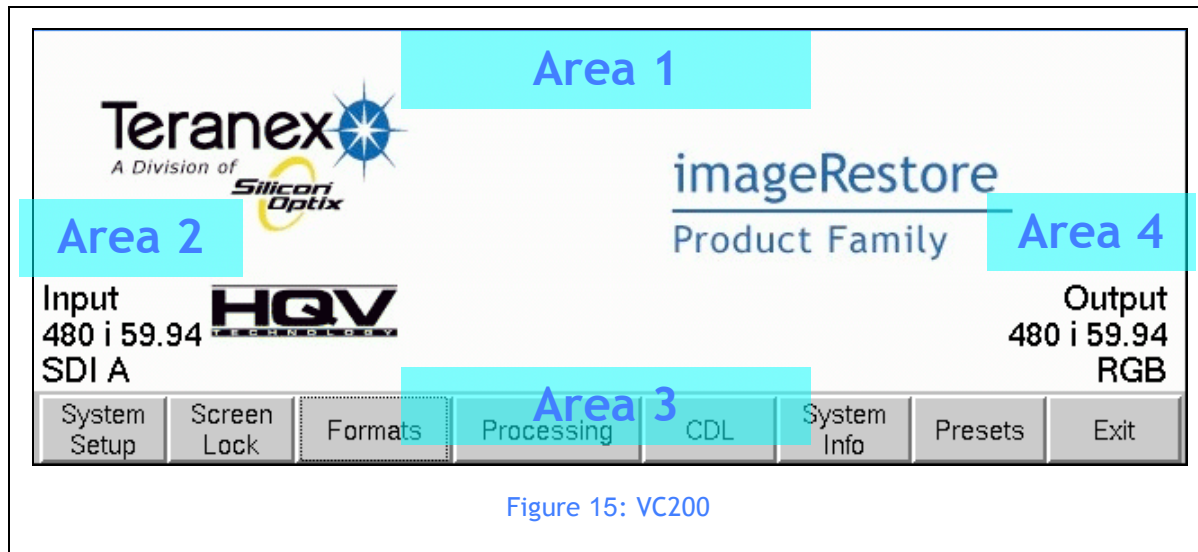 Area 1
Teranex
A Division of
Silicon
Optix
imageRestore
Product Family
Area 2
Area 4
Input
480 i 59.94
SDI A
HQV
TECHNOLOGY
Output
480 i 59.94
RGB
Area 3
System Setup
Screen Lock
Formats
Processing
CDL
System Info
Presets
Exit
Figure 15: VC200